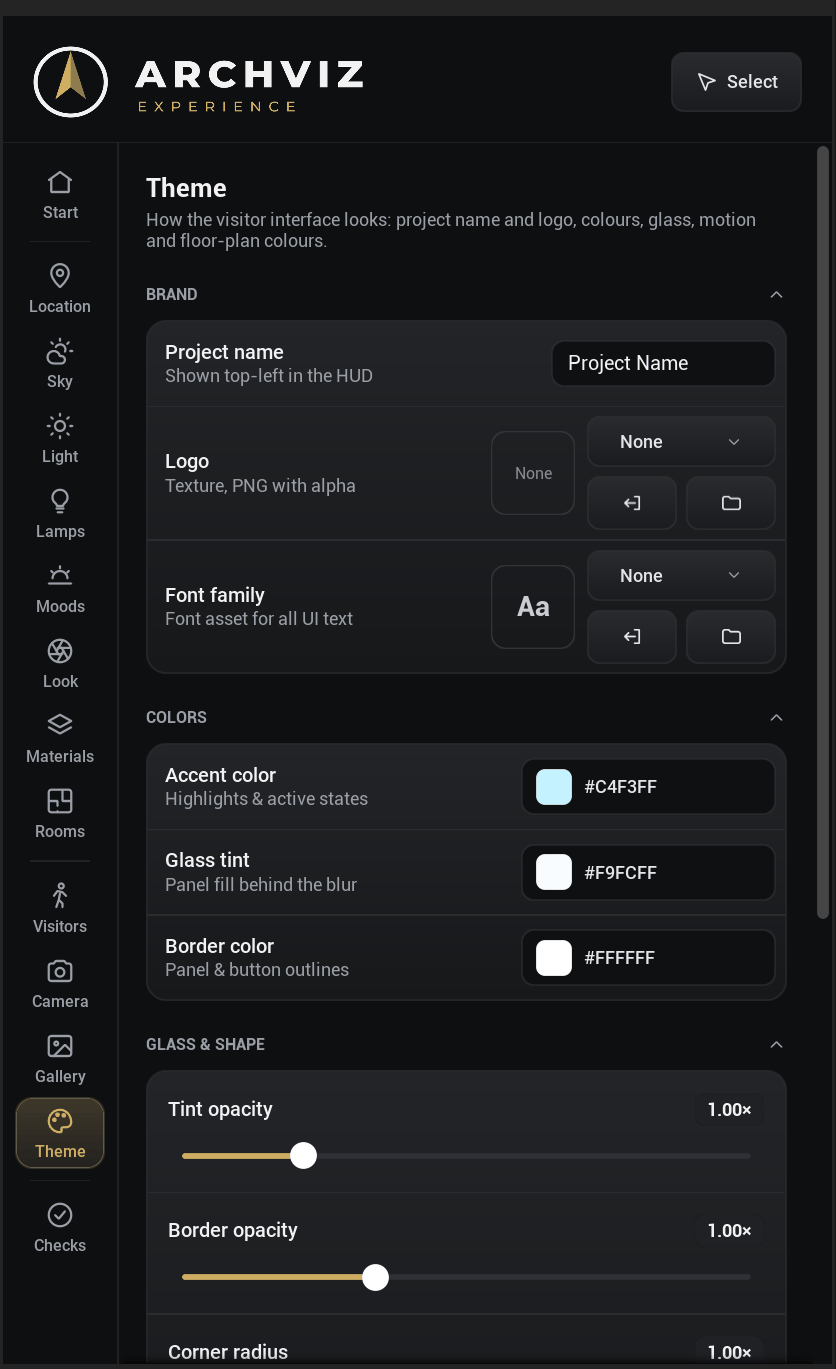 ARCHVIZ
EXPERIENCE
Select
Start
Location
Sky
Light
Lamps
Moods
Look
Materials
Rooms
Visitors
Camera
Gallery
Theme
Checks
Theme
How the visitor interface looks: project name and logo, colours, glass, motion
and floor-plan colours.
BRAND
Project name
Shown top-left in the HUD
Project Name
Logo
Texture, PNG with alpha
None
None
Font family
Font asset for all UI text
Aa
None
COLORS
Accent color
Highlights & active states
#C4F3FF
Glass tint
Panel fill behind the blur
#F9FCFF
Border color
Panel & button outlines
#FFFFFF
GLASS & SHAPE
Tint opacity
1.00×
Border opacity
1.00×
Corner radius
1.00×